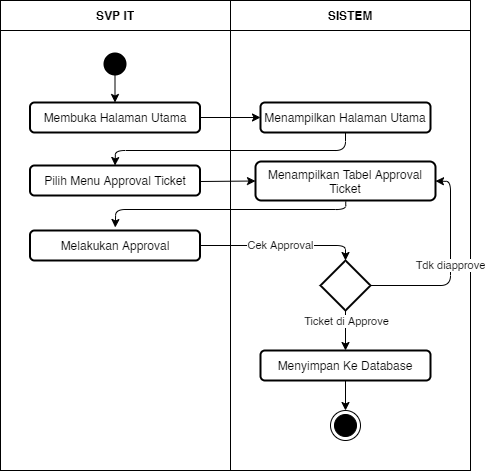 SVP IT
SISTEM
Membuka Halaman Utama
Menampilkan Halaman Utama
Pilih Menu Approval Ticket
Menampilkan Tabel Approval
Ticket
Melakukan Approval
Cek Approval
Tdk diapprove
Ticket di Approve
Menyimpan Ke Database